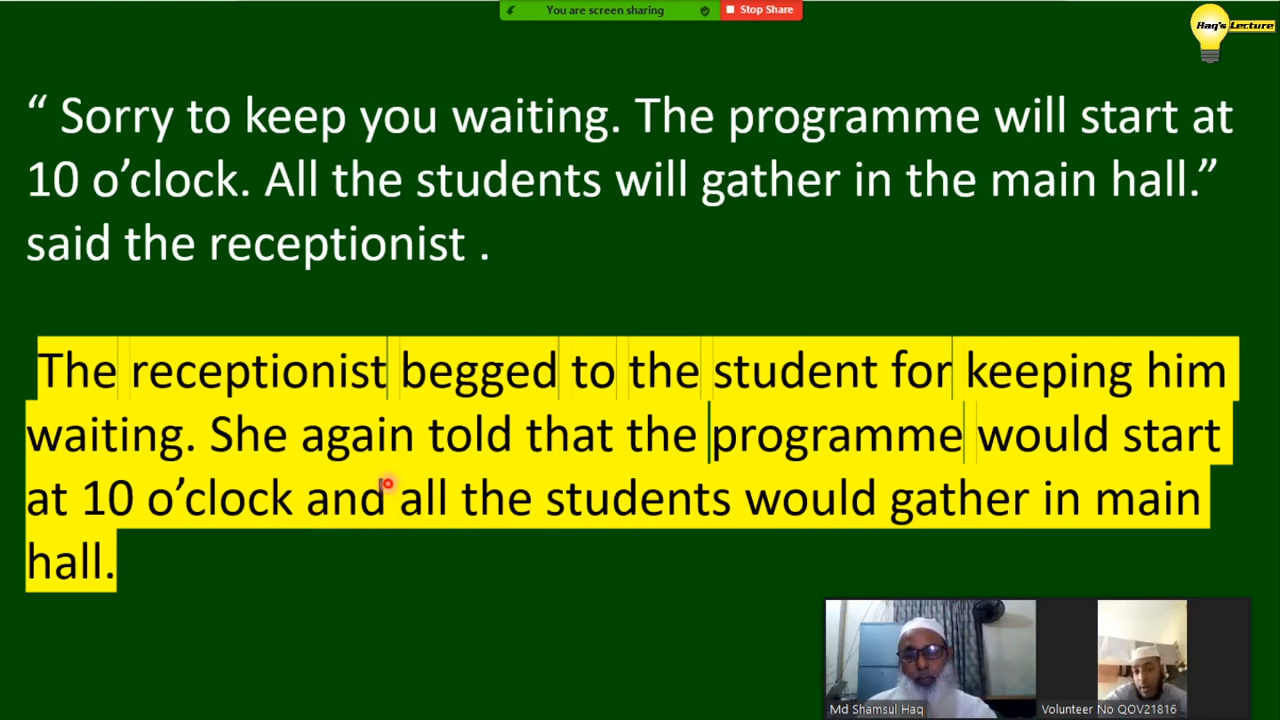 You are screen sharing Stop Share
Haq's Lecture
“ Sorry to keep you waiting. The programme will start at
10 o’clock. All the students will gather in the main hall.”
said the receptionist .
The receptionist begged to the student for keeping him
waiting. She again told that the programme would start
at 10 o’clock and all the students would gather in main
hall.
Md Shamsul Haq
Volunteer No QOV21816